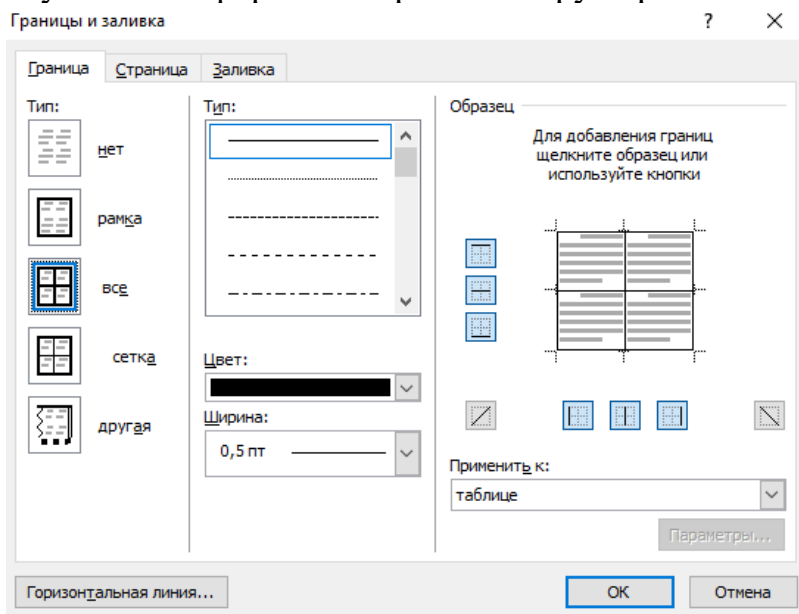 Границы и заливка
?
Граница
Страница
Заливка
Тип:
нет
рамка
все
сетка
другая
Тип:
Цвет:
Ширина:
0,5 пт
Образец
Для добавления границ
щелкните образец или
используйте кнопки
Применить к:
таблице
Параметры...
Горизонтальная линия...
ОК
Отмена